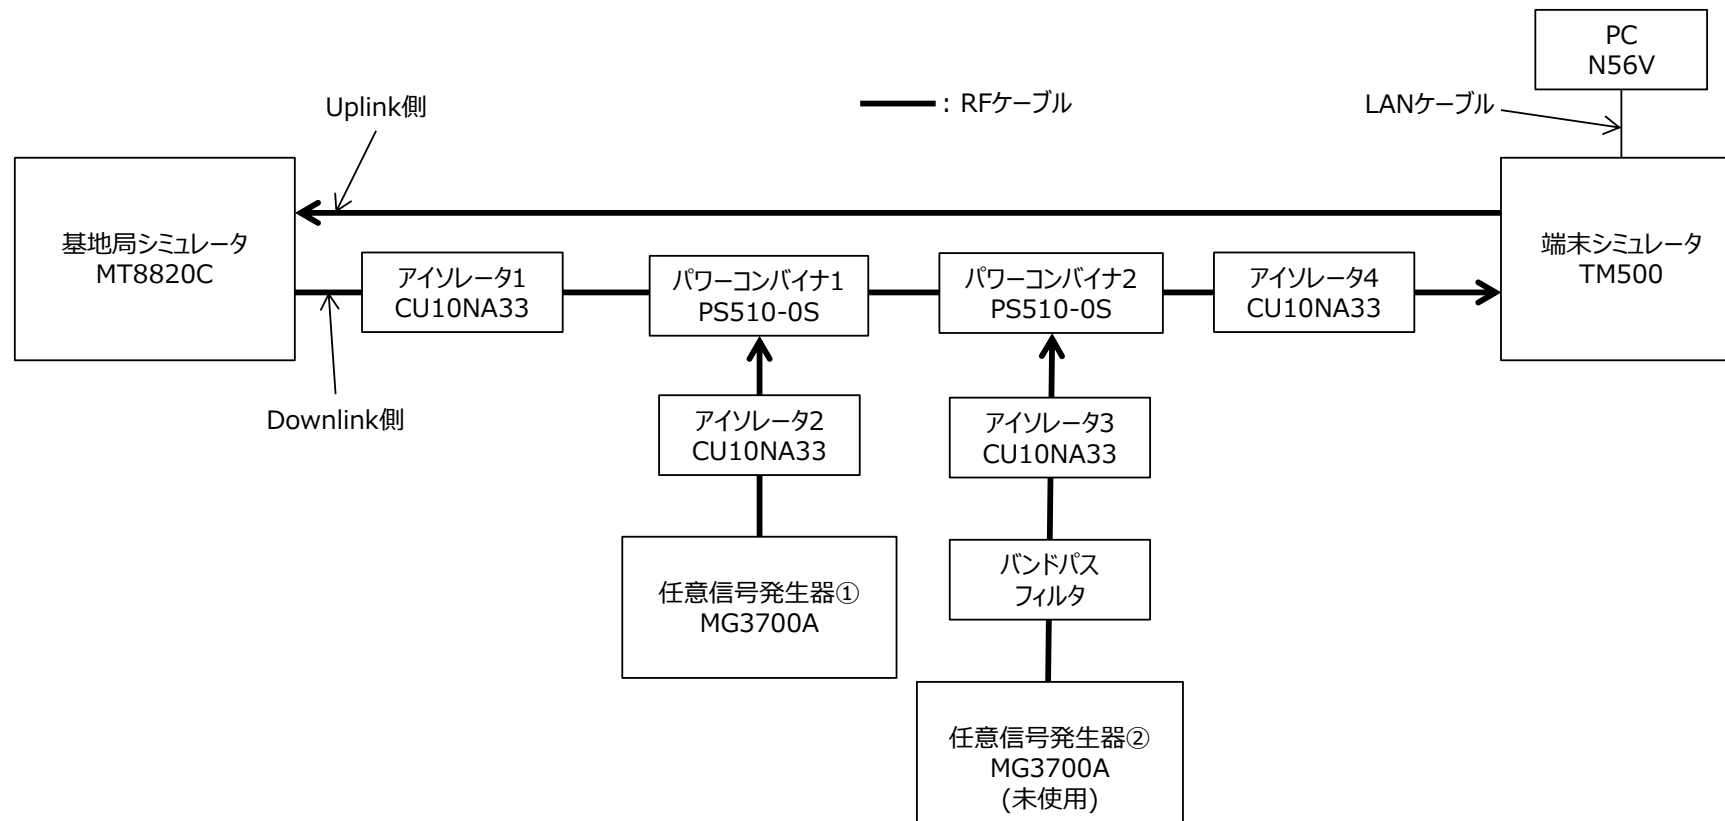 PC
N56V
Uplink側
: RFケーブル
LANケーブル
基地局シミュレータ
MT8820C
アイソレータ1
CU10NA33
パワーコンバイナ1
PS510-0S
パワーコンバイナ2
PS510-0S
アイソレータ4
CU10NA33
端末シミュレータ
TM500
Downlink側
アイソレータ2
CU10NA33
アイソレータ3
CU10NA33
任意信号発生器①
MG3700A
バンドパス
フィルタ
任意信号発生器②
MG3700A
(未使用)